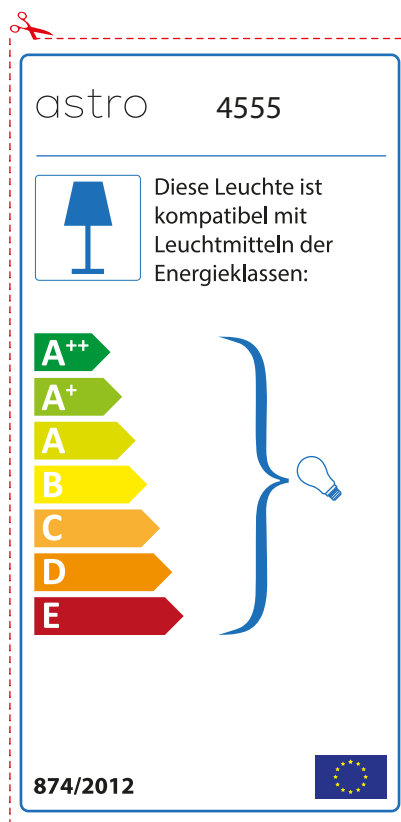 astro 4555
Diese Leuchte ist
kompatibel mit
Leuchtmitteln der
Energieklassen:
A++
A+
A
B
C
D
E
874/2012